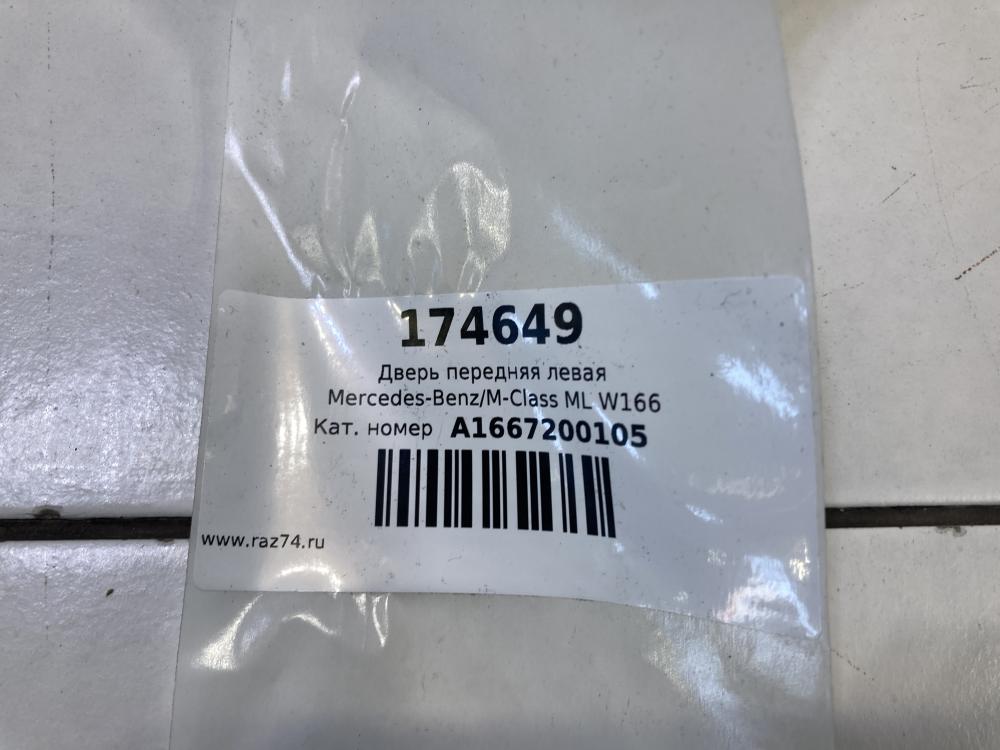 174649
Дверь передняя левая
Mercedes-Benz/M-Class ML W166
Кат. номер A1667200105
www.raz74.ru